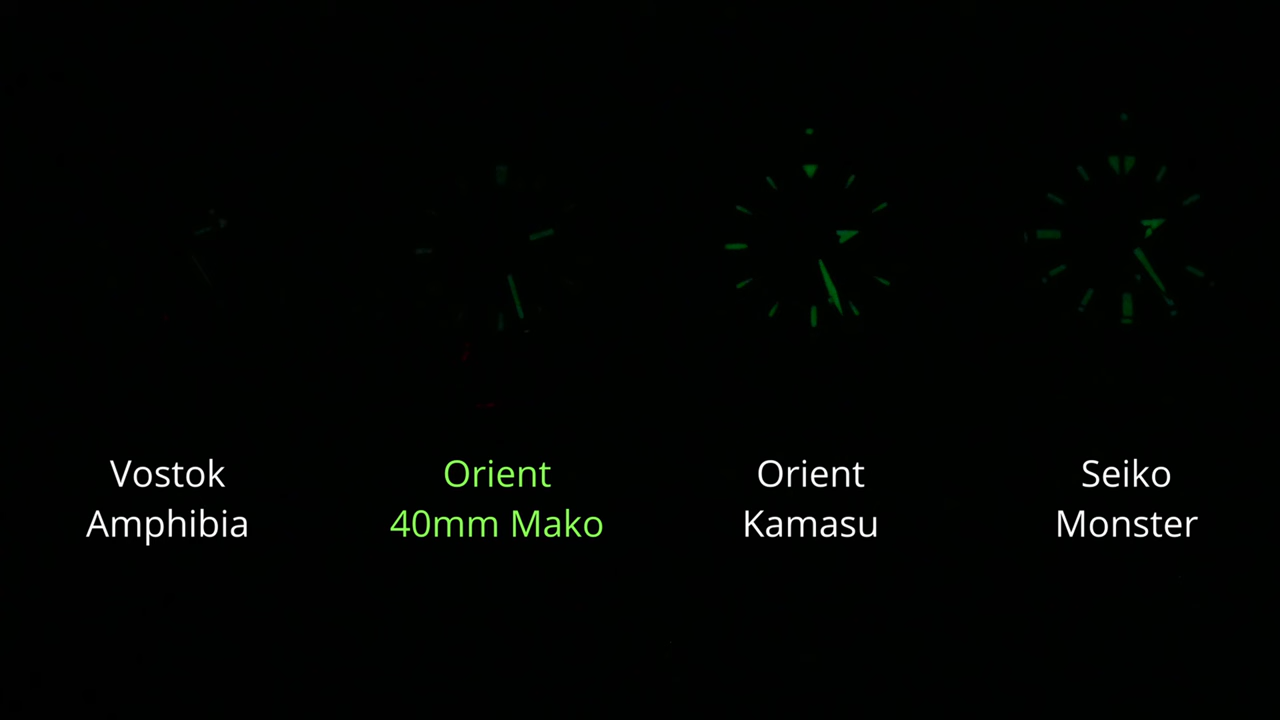 Vostok
Amphibia
Orient
40mm Mako
Orient
Kamasu
Seiko
Monster